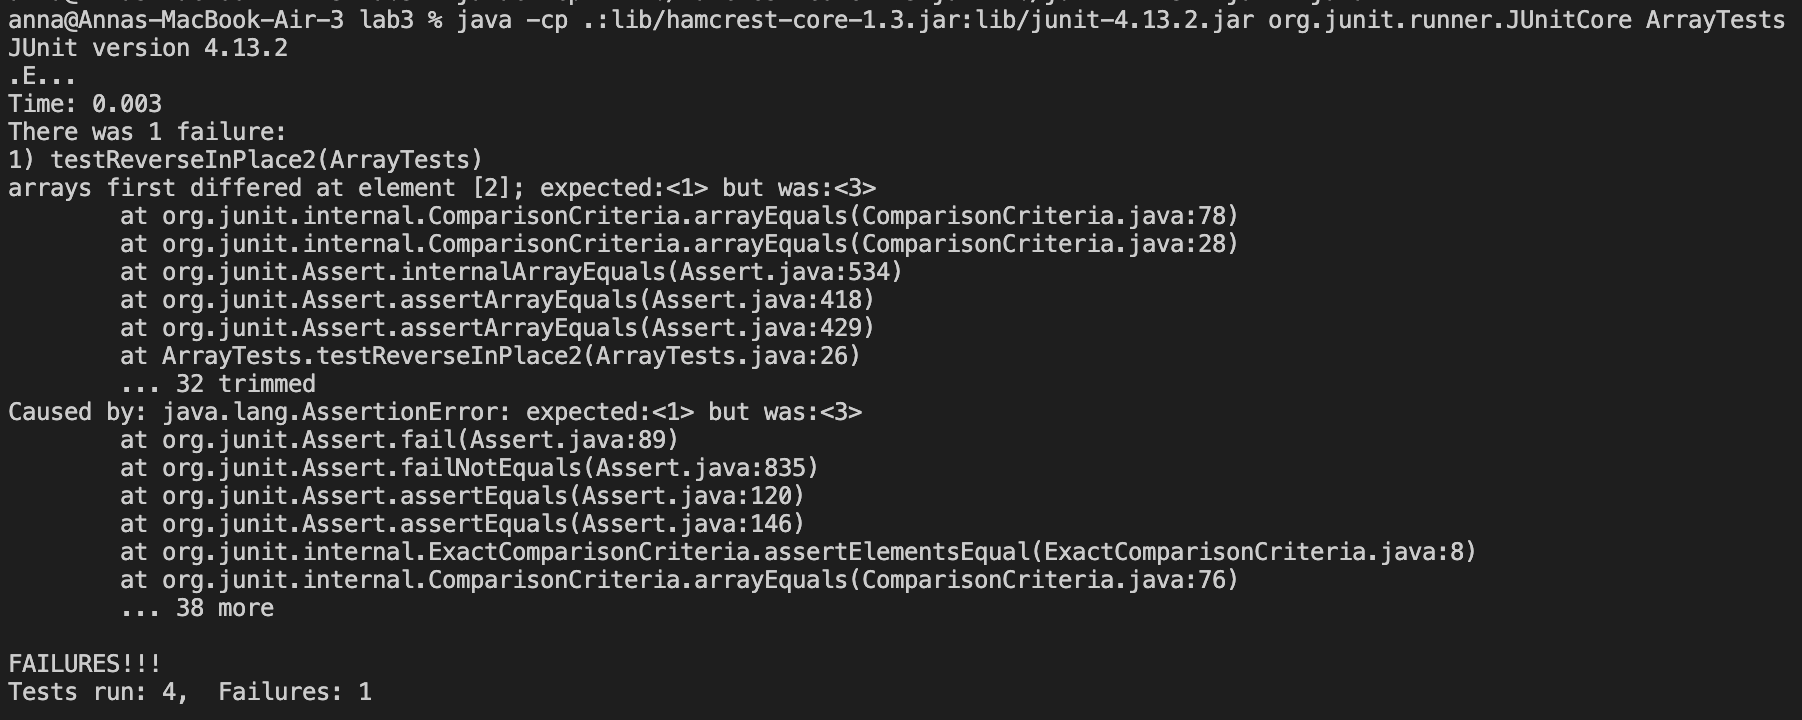 anna@Annas-MacBook-Air-3 lab3 % java -cp .:lib/hamcrest-core-1.3.jar:lib/junit-4.13.2.jar org.junit.runner.JUnitCore ArrayTests
JUnit version 4.13.2
.E...
Time: 0.003
There was 1 failure:
1) testReverseInPlace2(ArrayTests)
arrays first differed at element [2]; expected:<1> but was:<3>
        at org.junit.internal.ComparisonCriteria.arrayEquals(ComparisonCriteria.java:78)
        at org.junit.internal.ComparisonCriteria.arrayEquals(ComparisonCriteria.java:28)
        at org.junit.Assert.internalArrayEquals(Assert.java:534)
        at org.junit.Assert.assertArrayEquals(Assert.java:418)
        at org.junit.Assert.assertArrayEquals(Assert.java:429)
        at ArrayTests.testReverseInPlace2(ArrayTests.java:26)
        ... 32 trimmed
Caused by: java.lang.AssertionError: expected:<1> but was:<3>
        at org.junit.Assert.fail(Assert.java:89)
        at org.junit.Assert.failNotEquals(Assert.java:835)
        at org.junit.Assert.assertEquals(Assert.java:120)
        at org.junit.Assert.assertEquals(Assert.java:146)
        at org.junit.internal.ExactComparisonCriteria.assertElementsEqual(ExactComparisonCriteria.java:8)
        at org.junit.internal.ComparisonCriteria.arrayEquals(ComparisonCriteria.java:76)
        ... 38 more

FAILURES!!!
Tests run: 4,  Failures: 1